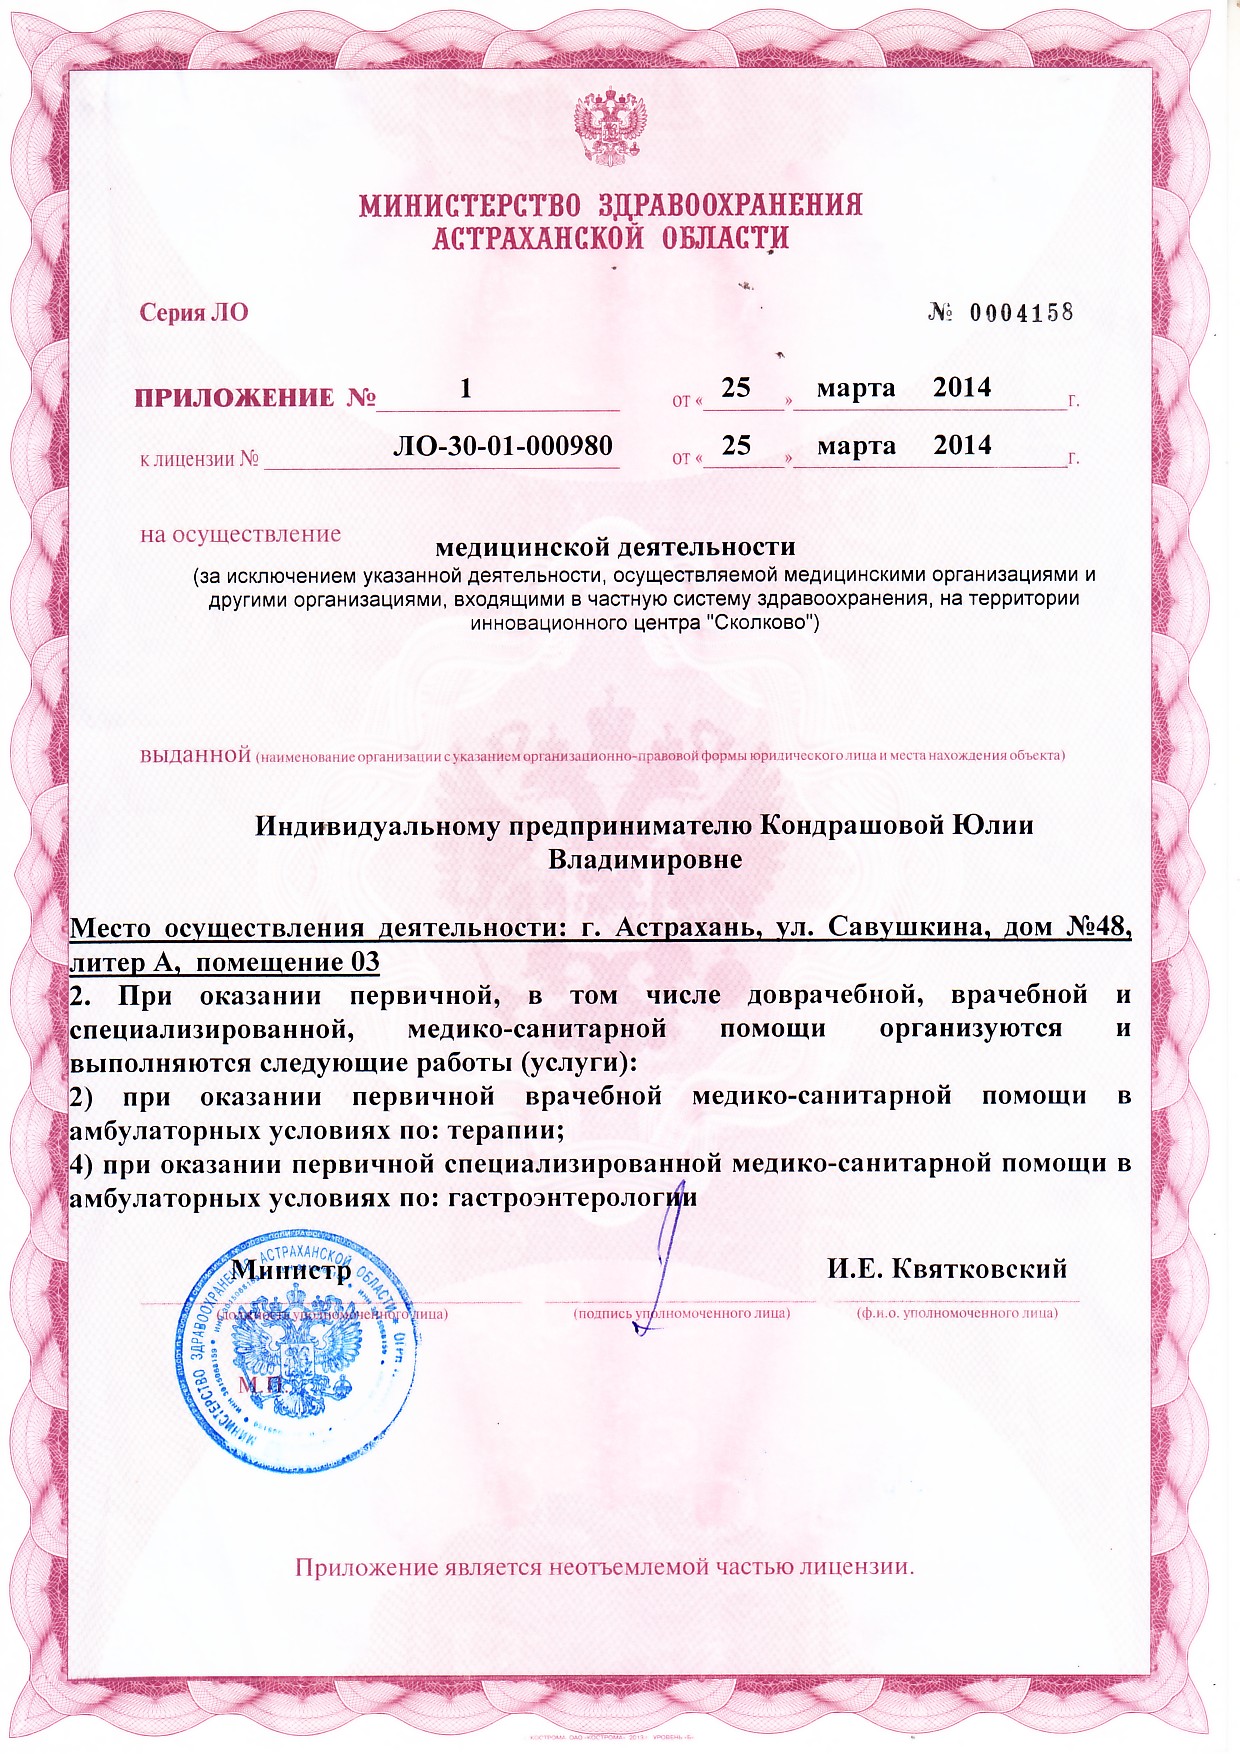 МИНИСТЕРСТВО ЗДРАВООХРАНЕНИЯ
АСТРАХАНСКОЙ ОБЛАСТИ
Серия ЛО № 0004158
ПРИЛОЖЕНИЕ № 1 от « 25 » марта 2014 г.
к лицензии № ЛО-30-01-000980 от « 25 » марта 2014 г.
на осуществление
медицинской деятельности
(за исключением указанной деятельности, осуществляемой медицинскими организациями и
другими организациями, входящими в частную систему здравоохранения, на территории
инновационного центра "Сколково")
выданной (наименование организации с указанием организационно-правовой формы юридического лица и места нахождения объекта)
Индивидуальному предпринимателю Кондрашовой Юлии
Владимировне
Место осуществления деятельности: г. Астрахань, ул. Савушкина, дом №48,
литер А, помещение 03
2. При оказании первичной, в том числе доврачебной, врачебной и
специализированной, медико-санитарной помощи организуются и
выполняются следующие работы (услуги):
2) при оказании первичной врачебной медико-санитарной помощи в
амбулаторных условиях по: терапии;
4) при оказании первичной специализированной медико-санитарной помощи в
амбулаторных условиях по: гастроэнтерологии
Министр И.Е. Квятковский
(должность уполномоченного лица) (подпись уполномоченного лица) (ф.и.о. уполномоченного лица)
М.П.
МИНИСТЕРСТВО ЗДРАВООХРАНЕНИЯ АСТРАХАНСКОЙ ОБЛАСТИ
Приложение является неотъемлемой частью лицензии.